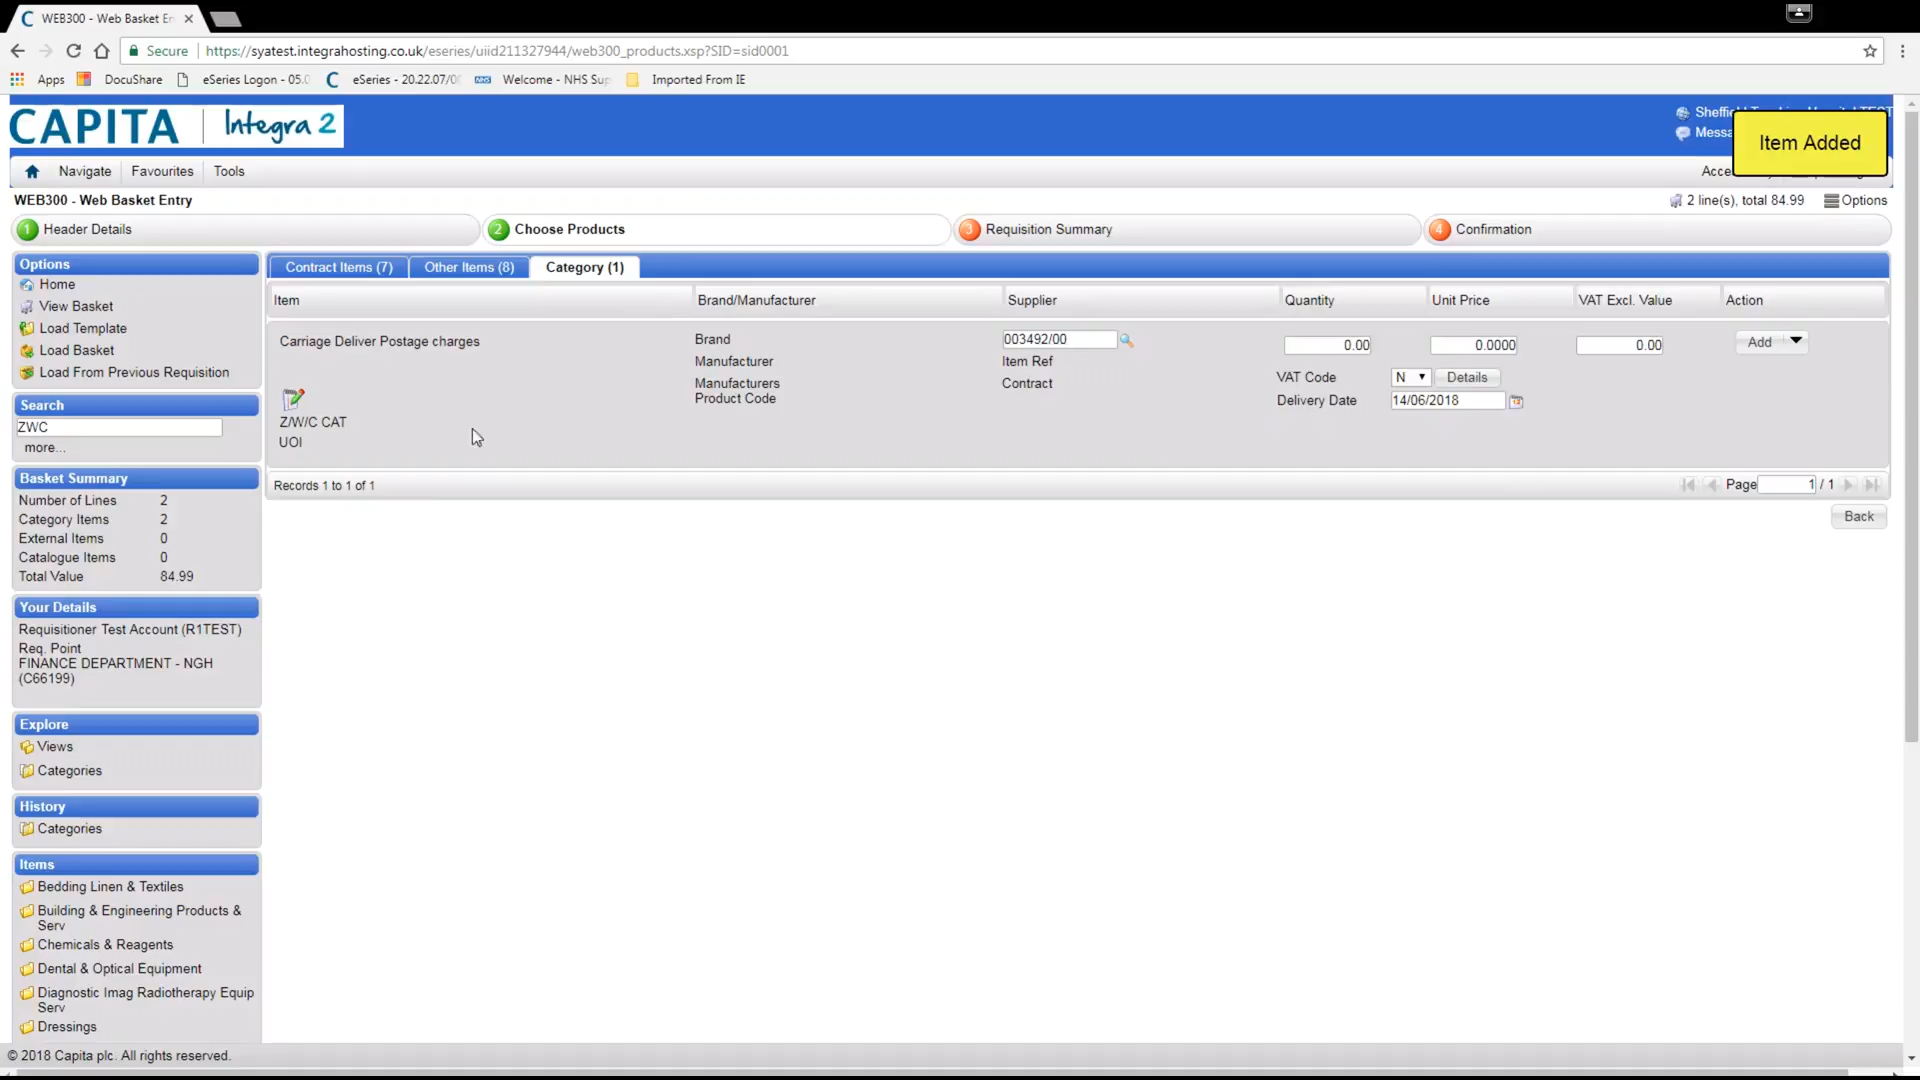 WEB300 - Web Basket En
Secure https://syatest.integrahosting.co.uk/eseries/uiid211327944/web300_products.xsp?SID=sid0001
Apps DocuShare eSeries Logon - 05.0 eSeries - 20.22.07/0 Welcome - NHS Sup Imported From IE
CAPITA Integra 2
Sheffi
Messa
Item Added
Navigate Favourites Tools
Acce
WEB300 - Web Basket Entry
2 line(s), total 84.99 Options
1 Header Details 2 Choose Products 3 Requisition Summary 4 Confirmation
Options
Home
View Basket
Load Template
Load Basket
Load From Previous Requisition
Search
ZWC
more...
Basket Summary
Number of Lines 2
Category Items 2
External Items 0
Catalogue Items 0
Total Value 84.99
Your Details
Requisitioner Test Account (R1TEST)
Req. Point
FINANCE DEPARTMENT - NGH
(C66199)
Explore
Views
Categories
History
Categories
Items
Bedding Linen & Textiles
Building & Engineering Products &
Serv
Chemicals & Reagents
Dental & Optical Equipment
Diagnostic Imag Radiotherapy Equip
Serv
Dressings
Contract Items (7) Other Items (8) Category (1)
Item Brand/Manufacturer Supplier Quantity Unit Price VAT Excl. Value Action
Carriage Deliver Postage charges
Z/W/C CAT
UOI
Brand
Manufacturer
Manufacturers
Product Code
003492/00
Item Ref
Contract
0.00 0.0000 0.00 Add
VAT Code N Details
Delivery Date 14/06/2018
Records 1 to 1 of 1
Page 1 / 1
Back
© 2018 Capita plc. All rights reserved.